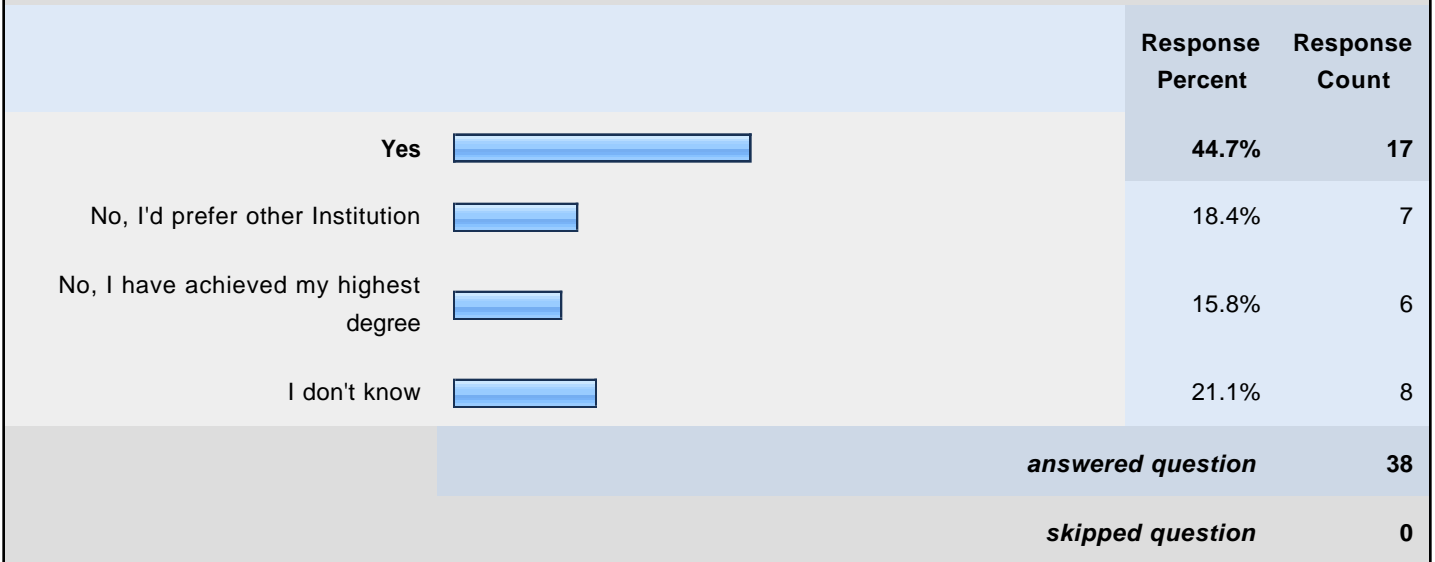 Response Response
Percent Count
Yes 44.7% 17
No, I'd prefer other Institution 18.4% 7
No, I have achieved my highest
degree 15.8% 6
I don't know 21.1% 8
answered question 38
skipped question 0